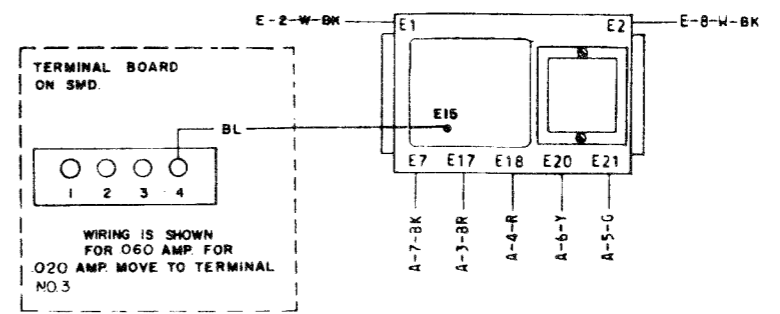 E-2-W-BK
E1
E2
E-8-W-BK
TERMINAL BOARD
ON SMD.
E15
BL
1 2 3 4
E7 E17 E18 E20 E21
WIRING IS SHOWN
FOR .060 AMP. FOR
.020 AMP. MOVE TO TERMINAL
NO.3
A-7-BK
A-3-BR
A-4-R
A-6-Y
A-5-G